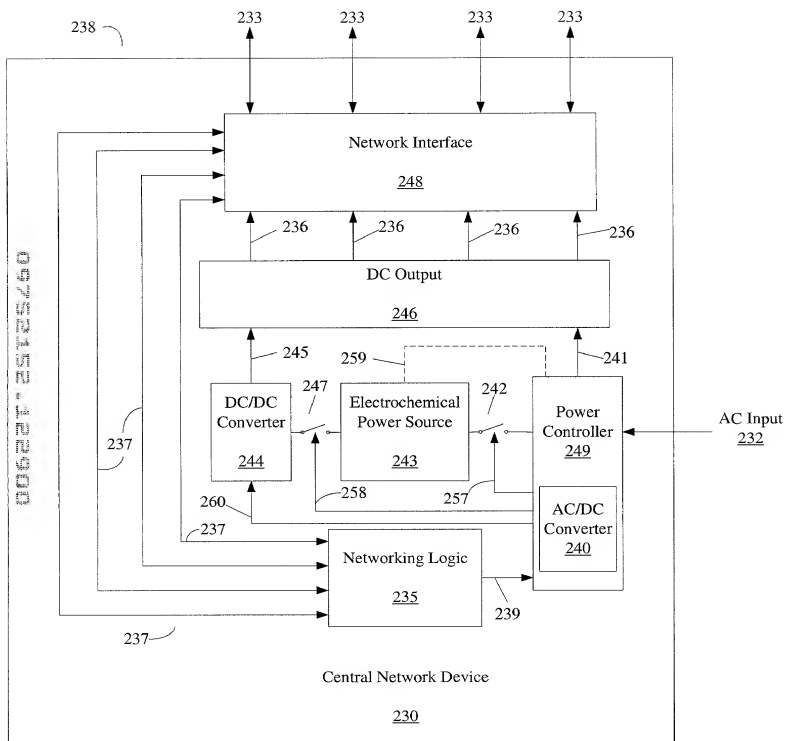 238
233 233 233 233
Network Interface
248
236 236 236 236
DC Output
246
245
259
241
247
242
DC/DC
Converter
244
Electrochemical
Power Source
243
Power
Controller
249
AC Input
232
237
260
258
257
AC/DC
Converter
240
237
Networking Logic
235
239
237
Central Network Device
230